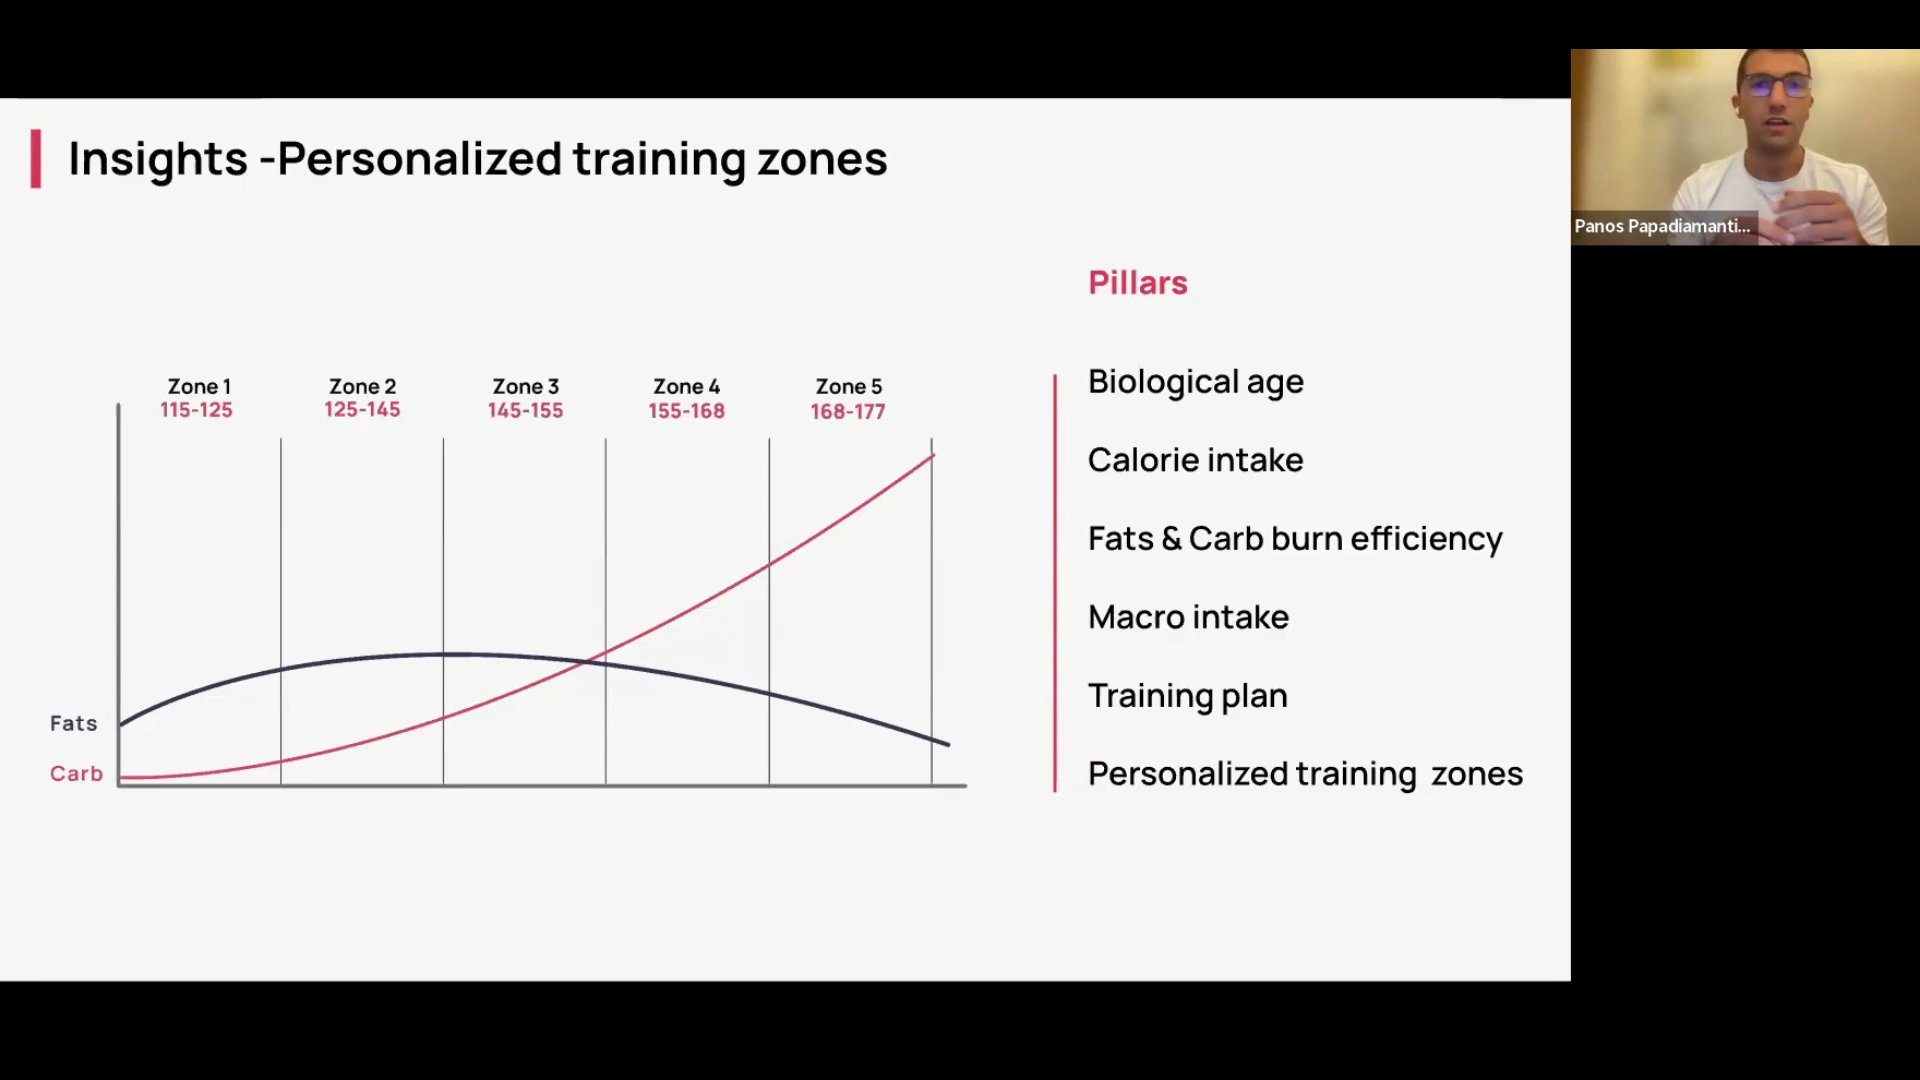 Insights -Personalized training zones
Panos Papadiamanti...
Pillars
Zone 1
115-125
Zone 2
125-145
Zone 3
145-155
Zone 4
155-168
Zone 5
168-177
Fats
Carb
Biological age
Calorie intake
Fats & Carb burn efficiency
Macro intake
Training plan
Personalized training zones